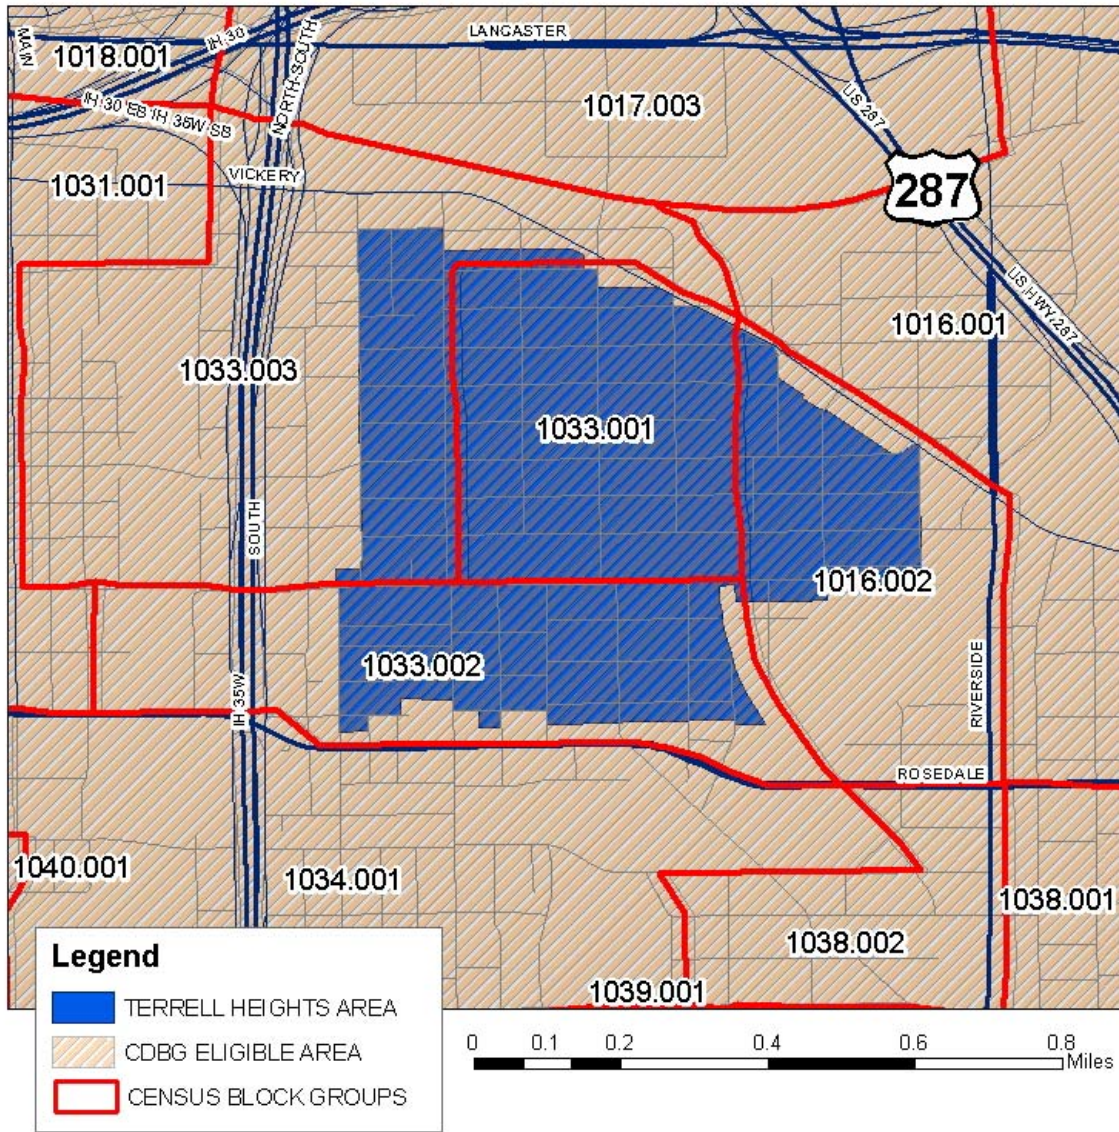 LANCASTER
MAIN
IH 30
1018.001
NORTH-SOUTH
1017.003
US 287
IH 30 EB IH 35W SB
VICKERY
1031.001
287
US HWY 287
1016.001
1033.003
1033.001
SOUTH
1016.002
1033.002
RIVERSIDE
IH 35W
ROSEDALE
1040.001
1034.001
1038.001
1038.002
1039.001
Legend
TERRELL HEIGHTS AREA
CDBG ELIGIBLE AREA
CENSUS BLOCK GROUPS
0 0.1 0.2 0.4 0.6 0.8
Miles